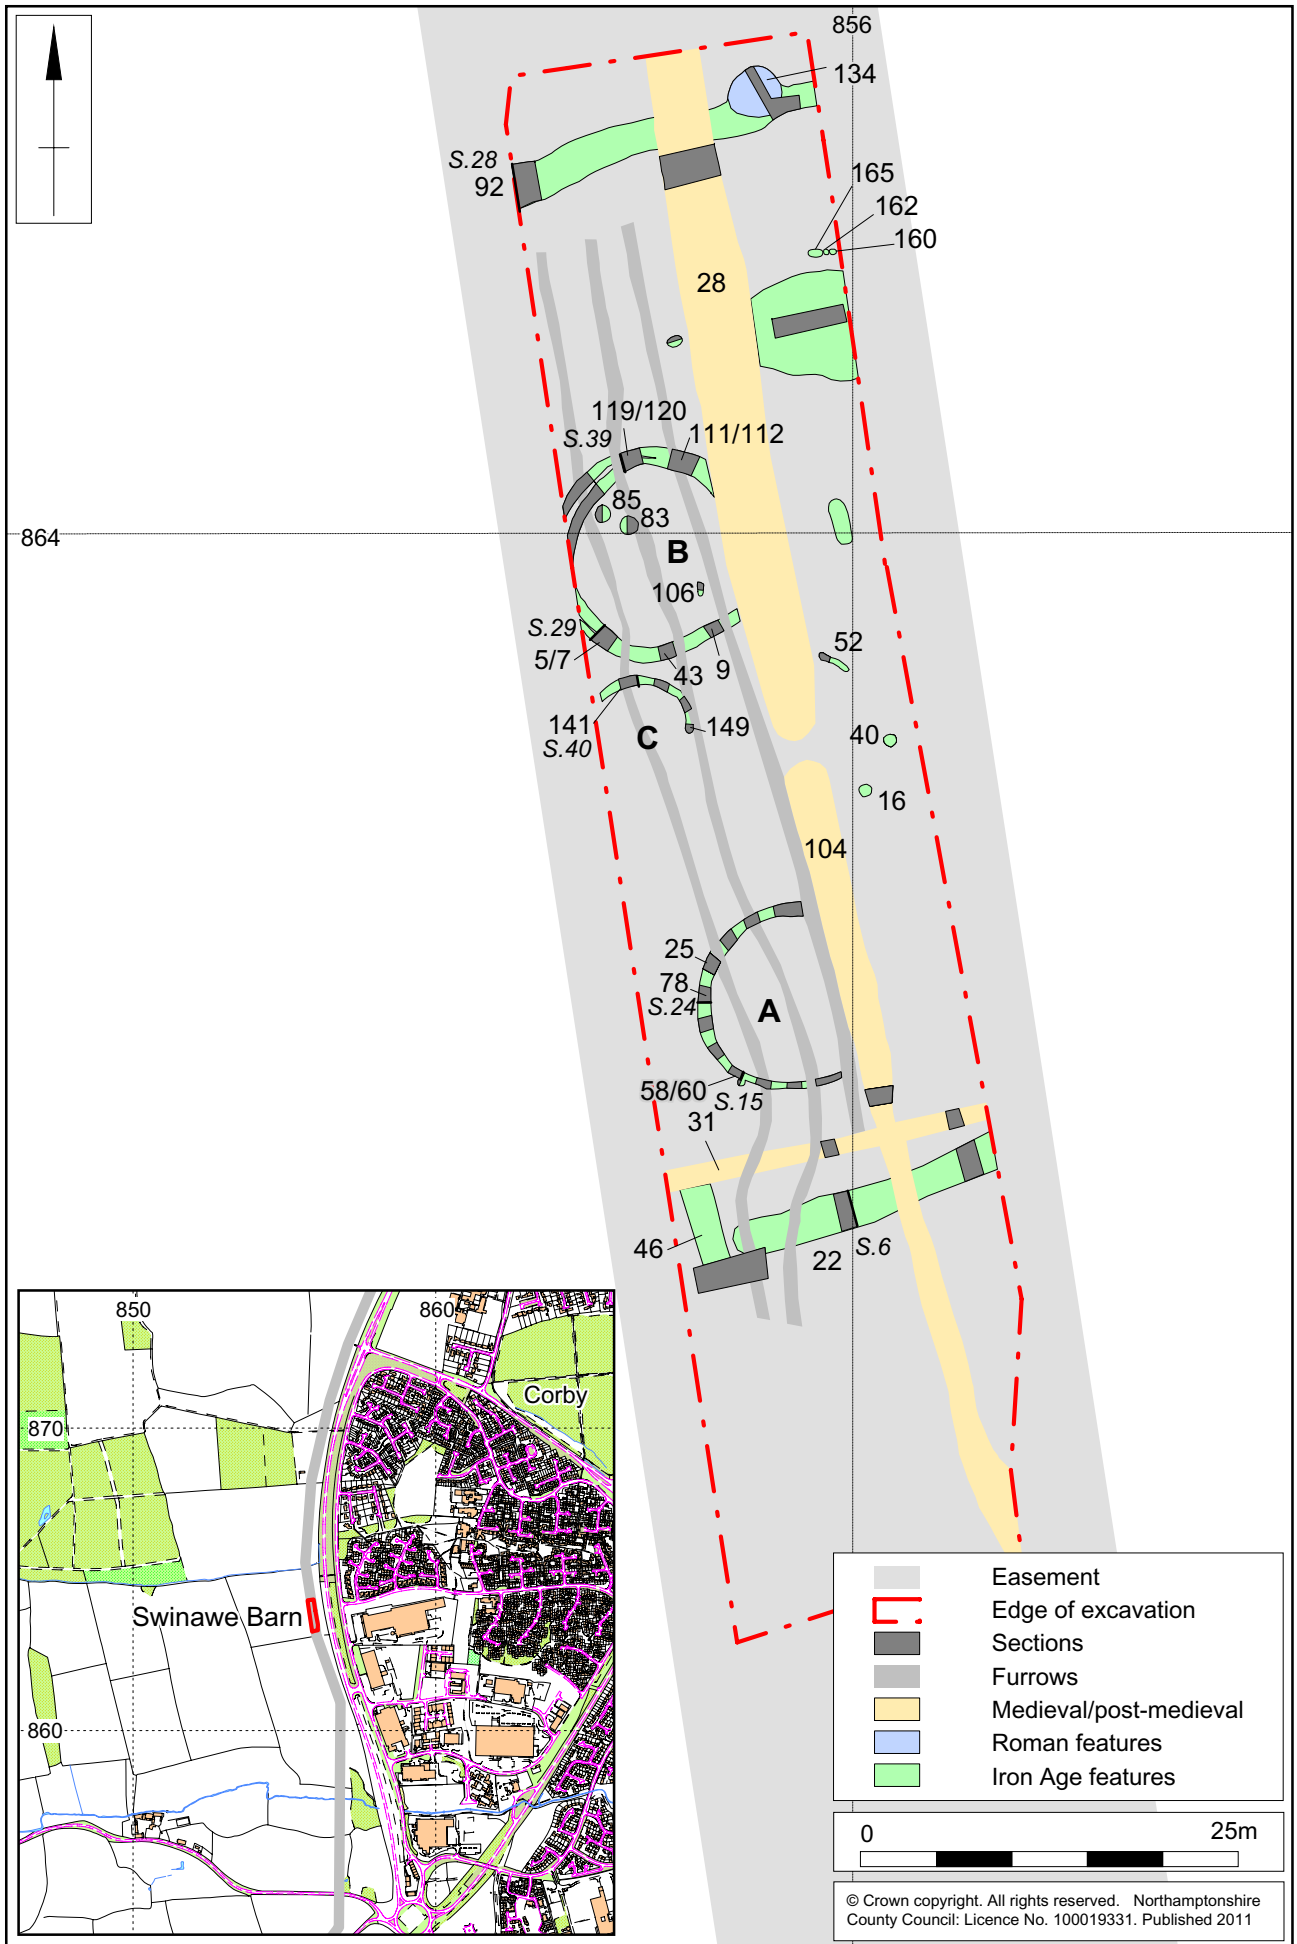 856
134
S.28
92
165
162
160
28
119/120
S.39
111/112
85
83
864
B
106
S.29
5/7
43
9
52
141
S.40
C
149
40
16
104
25
78
S.24
A
58/60
S.15
31
46
22
S.6
850
860
Corby
870
Swinawe Barn
860
Easement
Edge of excavation
Sections
Furrows
Medieval/post-medieval
Roman features
Iron Age features
0
25m
© Crown copyright. All rights reserved. Northamptonshire
County Council: Licence No. 100019331. Published 2011